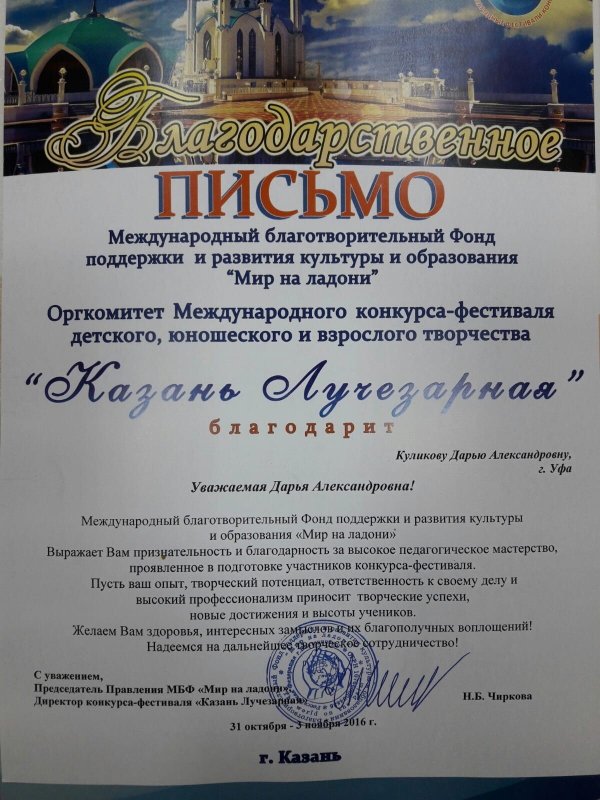 Благодарственное
ПИСЬМО
Международный благотворительный Фонд
поддержки и развития культуры и образования
“Мир на ладони”
Оргкомитет Международного конкурса-фестиваля
детского, юношеского и взрослого творчества
“Казань Лучезарная”
благодарит
Куликову Дарью Александровну,
г. Уфа
Уважаемая Дарья Александровна!
Международный благотворительный Фонд поддержки и развития культуры
и образования «Мир на ладони»
Выражает Вам признательность и благодарность за высокое педагогическое мастерство,
проявленное в подготовке участников конкурса-фестиваля.
Пусть ваш опыт, творческий потенциал, ответственность к своему делу и
высокий профессионализм приносит творческие успехи,
новые достижения и высоты учеников.
Желаем Вам здоровья, интересных замыслов и их благополучных воплощений!
Надеемся на дальнейшее творческое сотрудничество!
С уважением,
Председатель Правления МБФ «Мир на ладони»,
Директор конкурса-фестиваля «Казань Лучезарная»
Н.Б. Чиркова
31 октября - 3 ноября 2016 г.
г. Казань